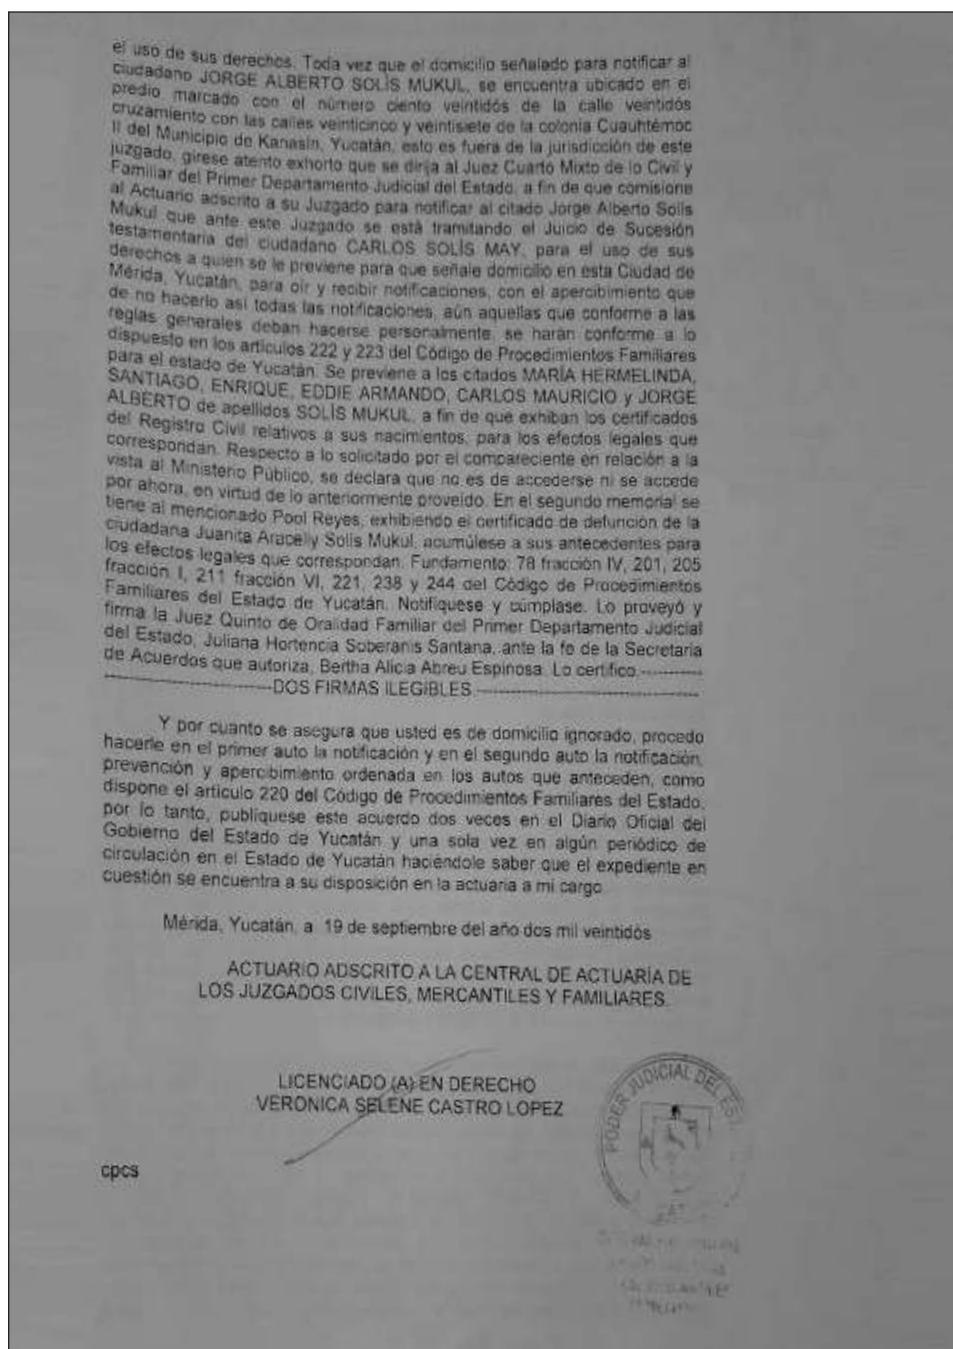 el uso de sus derechos. Toda vez que el domicilio señalado para notificar al
ciudadano JORGE ALBERTO SOLÍS MUKUL, se encuentra ubicado en el
predio marcado con el número ciento veintidós de la calle veintidós
cruzamiento con las calles veinticinco y veintisiete de la colonia Cuauhtémoc
II del Municipio de Kanasín, Yucatán, esto es fuera de la jurisdicción de este
juzgado, gírese atento exhorto que se dirija al Juez Cuarto Mixto de lo Civil y
Familiar del Primer Departamento Judicial del Estado, a fin de que comisione
al Actuario adscrito a su Juzgado para notificar al citado Jorge Alberto Solís
Mukul que ante este Juzgado se está tramitando el Juicio de Sucesión
testamentaria del ciudadano CARLOS SOLÍS MAY, para el uso de sus
derechos a quien se le previene para que señale domicilio en esta Ciudad de
Mérida, Yucatán, para oír y recibir notificaciones, con el apercibimiento que
de no hacerlo así todas las notificaciones, aún aquellas que conforme a las
reglas generales deban hacerse personalmente, se harán conforme a lo
dispuesto en los artículos 222 y 223 del Código de Procedimientos Familiares
para el estado de Yucatán. Se previene a los citados MARÍA HERMELINDA,
SANTIAGO, ENRIQUE, EDDIE ARMANDO, CARLOS MAURICIO y JORGE
ALBERTO de apellidos SOLÍS MUKUL, a fin de que exhiban los certificados
del Registro Civil relativos a sus nacimientos, para los efectos legales que
correspondan. Respecto a lo solicitado por el compareciente en relación a la
vista al Ministerio Público, se declara que no es de accederse ni se accede
por ahora, en virtud de lo anteriormente proveído. En el segundo memorial se
tiene al mencionado Pool Reyes, exhibiendo el certificado de defunción de la
ciudadana Juanita Aracelly Solís Mukul, acumúlese a sus antecedentes para
los efectos legales que correspondan. Fundamento: 78 fracción IV, 201, 205
fracción I, 211 fracción VI, 221, 238 y 244 del Código de Procedimientos
Familiares del Estado de Yucatán. Notifíquese y cúmplase. Lo proveyó y
firma la Juez Quinto de Oralidad Familiar del Primer Departamento Judicial
del Estado, Juliana Hortencia Soberanis Santana, ante la fe de la Secretaria
de Acuerdos que autoriza, Bertha Alicia Abreu Espinosa. Lo certifico.-----------
-----------------------------DOS FIRMAS ILEGIBLES.---------------------------------------
Y por cuanto se asegura que usted es de domicilio ignorado, procedo
hacerle en el primer auto la notificación y en el segundo auto la notificación,
prevención y apercibimiento ordenada en los autos que anteceden, como
dispone el artículo 220 del Código de Procedimientos Familiares del Estado,
por lo tanto, publíquese este acuerdo dos veces en el Diario Oficial del
Gobierno del Estado de Yucatán y una sola vez en algún periódico de
circulación en el Estado de Yucatán haciéndole saber que el expediente en
cuestión se encuentra a su disposición en la actuaria a mi cargo
Mérida, Yucatán, a 19 de septiembre del año dos mil veintidós
ACTUARIO ADSCRITO A LA CENTRAL DE ACTUARÍA DE
LOS JUZGADOS CIVILES, MERCANTILES Y FAMILIARES.
LICENCIADO (A) EN DERECHO
VERONICA SELENE CASTRO LOPEZ
PODER JUDICIAL DEL EST
cpcs